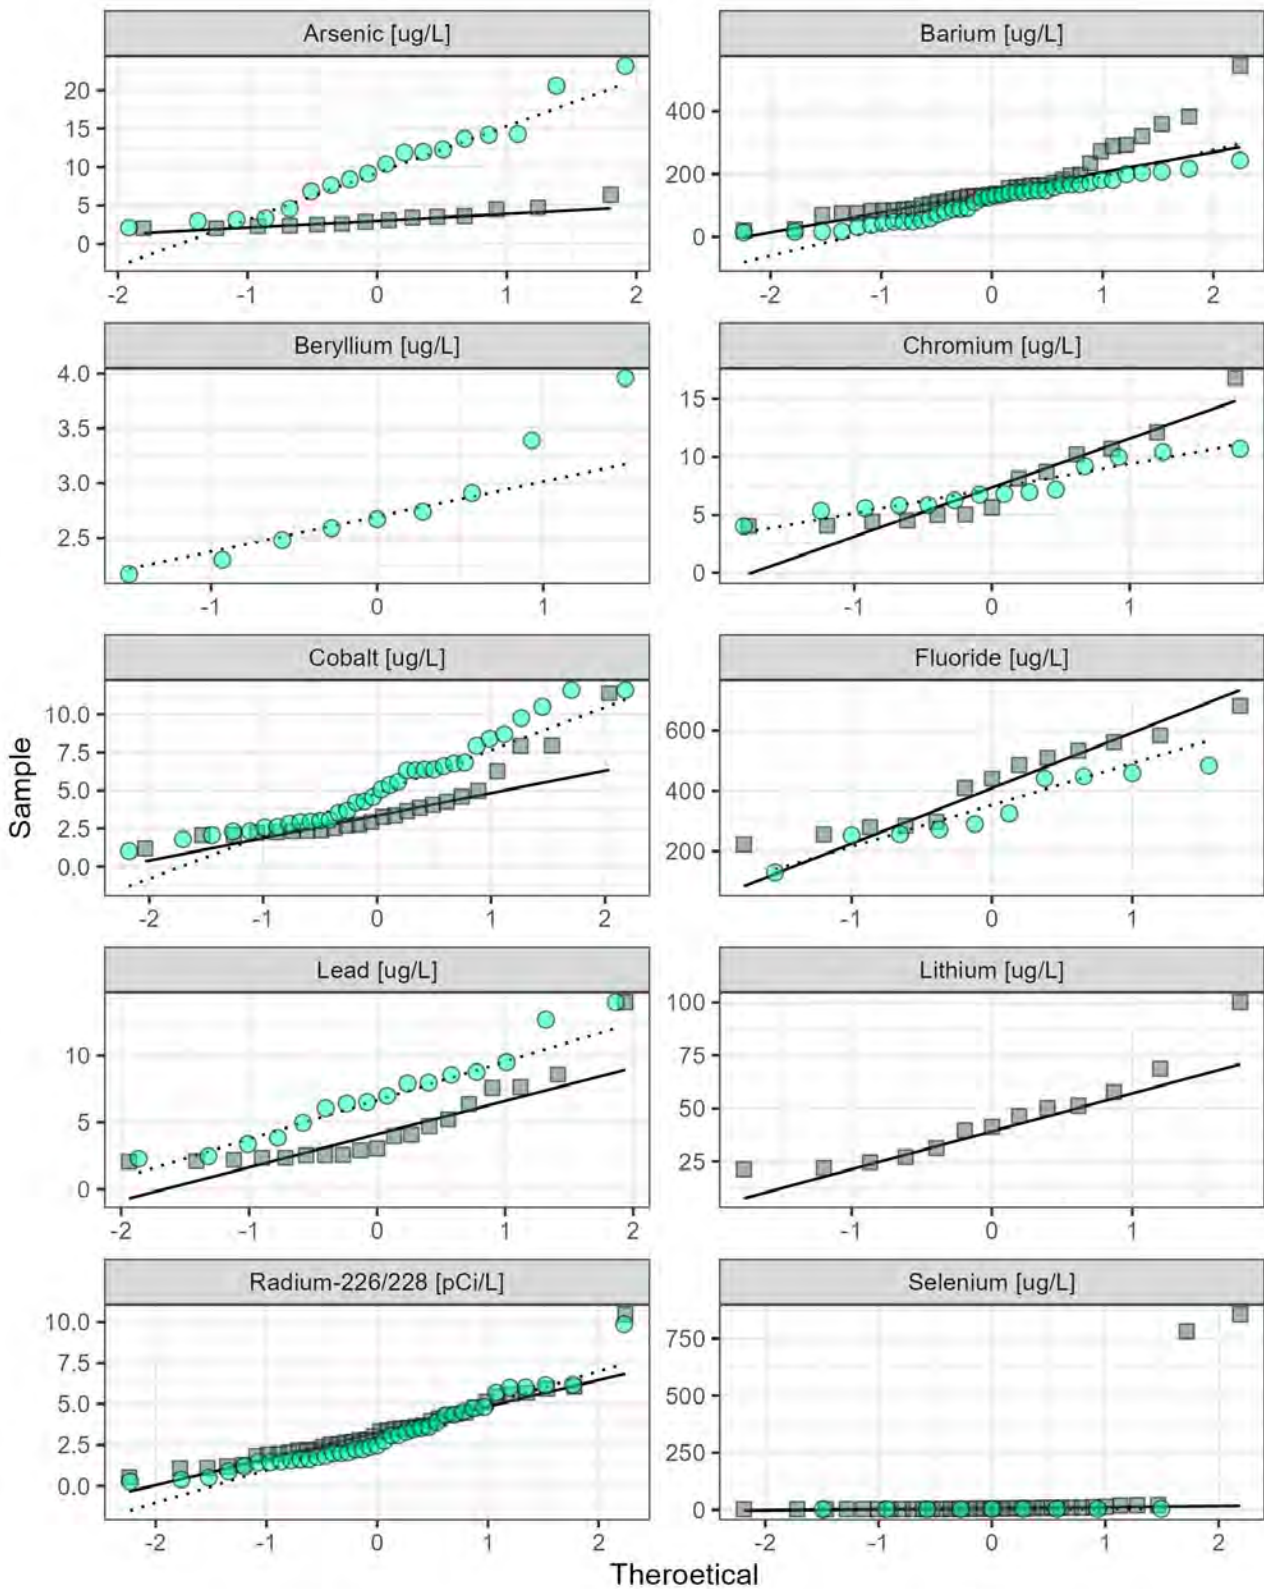 Arsenic [ug/L]
Barium [ug/L]
20
15
10
5
0
400
200
0
-2 -1 0 1 2
-2 -1 0 1 2
Beryllium [ug/L]
Chromium [ug/L]
4.0
3.5
3.0
2.5
15
10
5
0
-1 0 1
-1 0 1
Cobalt [ug/L]
Fluoride [ug/L]
10.0
7.5
5.0
2.5
0.0
600
400
200
-2 -1 0 1 2
-1 0 1
Sample
Lead [ug/L]
Lithium [ug/L]
10
5
0
100
75
50
25
-2 -1 0 1 2
-1 0 1
Radium-226/228 [pCi/L]
Selenium [ug/L]
10.0
7.5
5.0
2.5
0.0
750
500
250
0
-2 -1 0 1 2
-2 -1 0 1 2
Theroetical